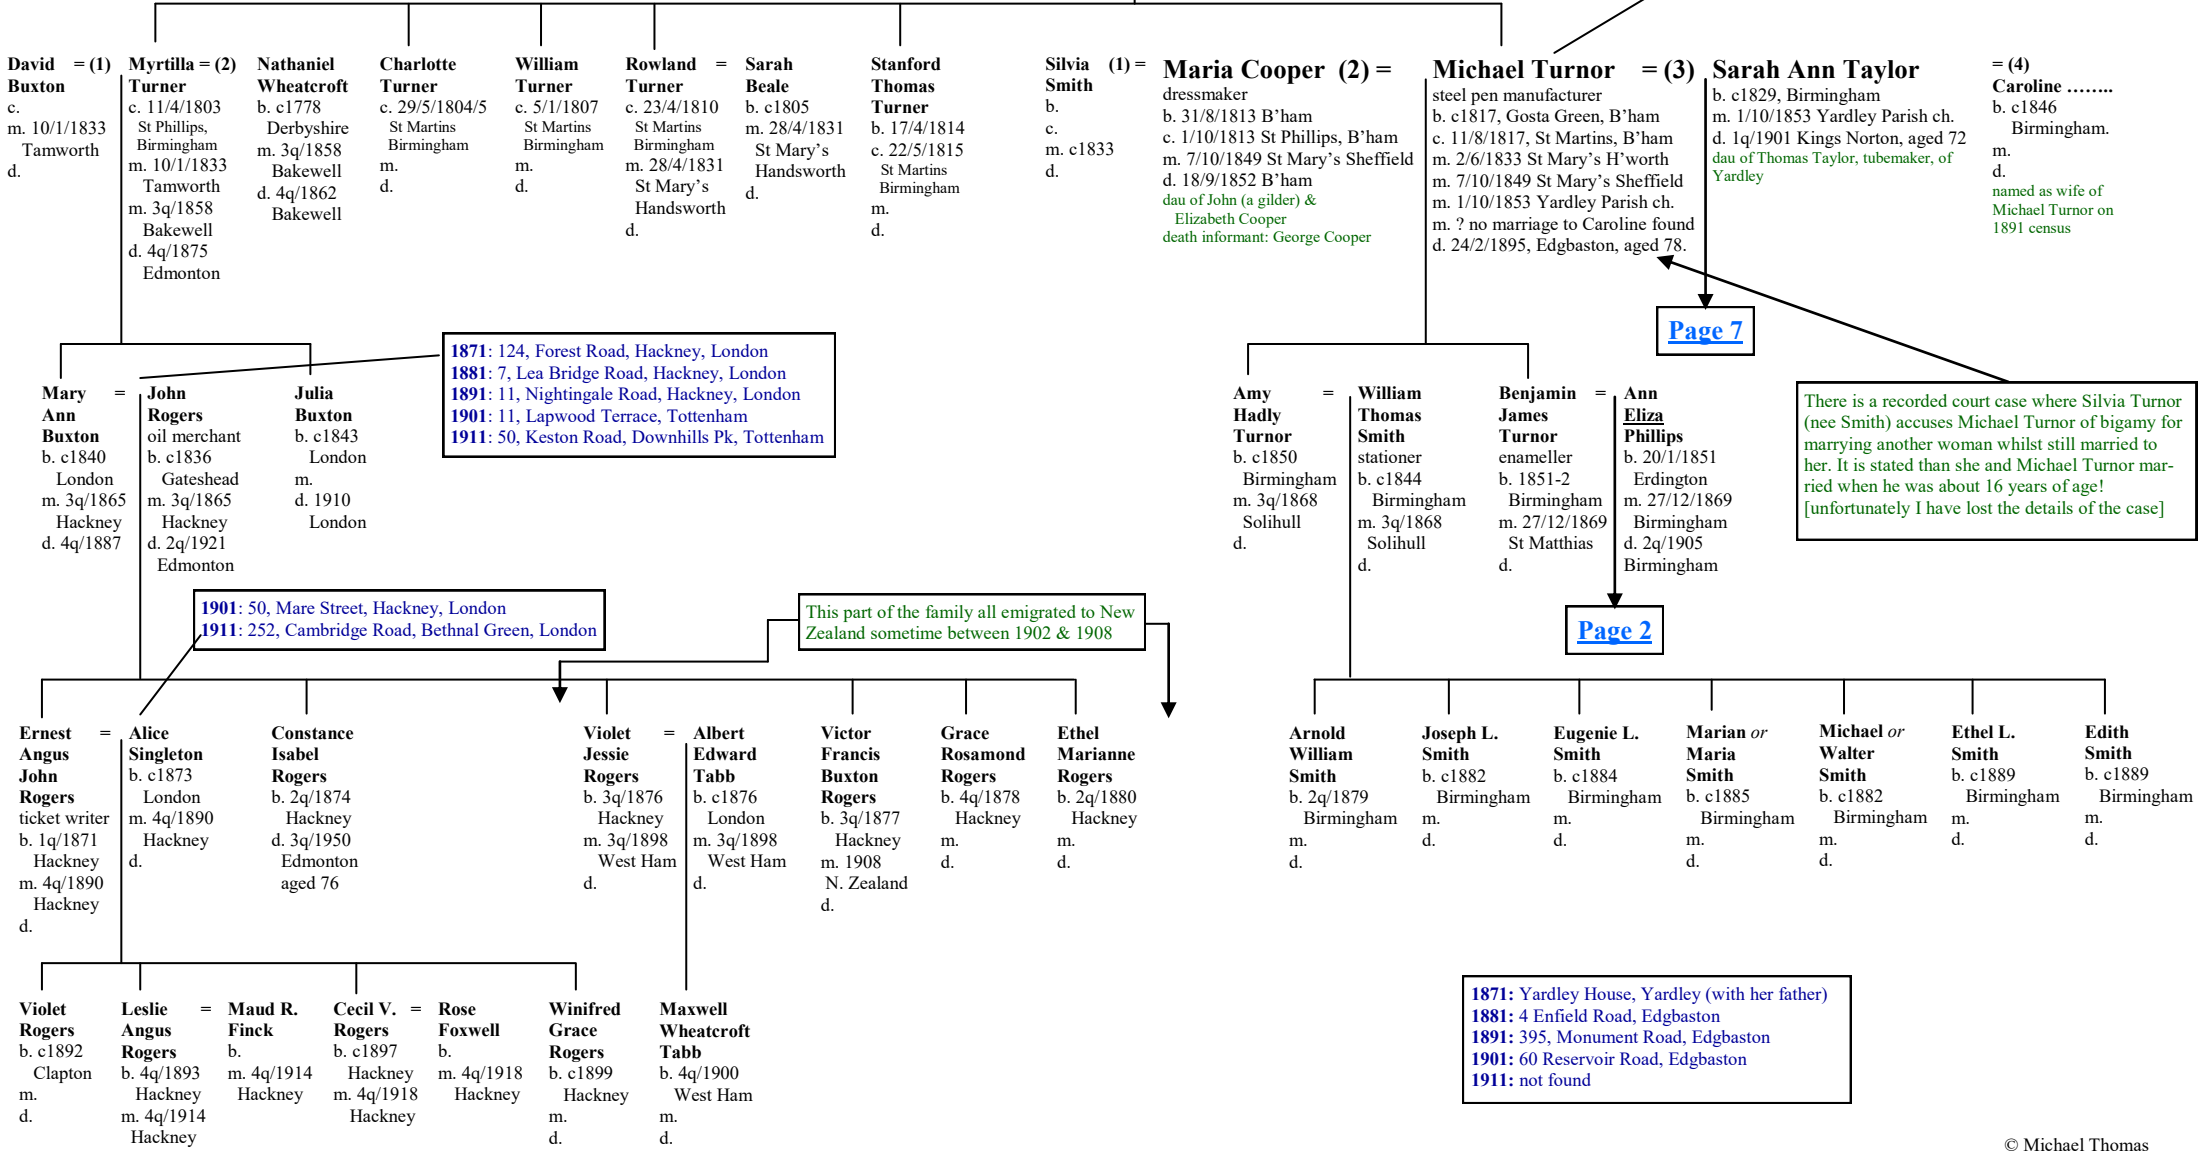 David = (1)
Buxton
c.
m. 10/1/1833
Tamworth
d.
Myrtilla = (2)
Turner
c. 11/4/1803
St Phillips,
Birmingham
m. 10/1/1833
Tamworth
m. 3q/1858
Bakewell
d. 4q/1875
Edmonton
Nathaniel
Wheatcroft
b. c1778
Derbyshire
m. 3q/1858
Bakewell
d. 4q/1862
Bakewell
Charlotte
Turner
c. 29/5/1804/5
St Martins
Birmingham
m.
d.
William
Turner
c. 5/1/1807
St Martins
Birmingham
m.
d.
Rowland =
Turner
c. 23/4/1810
St Martins
Birmingham
m. 28/4/1831
St Mary's
Handsworth
d.
Sarah
Beale
b. c1805
m. 28/4/1831
St Mary's
Handsworth
d.
Stanford
Thomas
Turner
b. 17/4/1814
c. 22/5/1815
St Martins
Birmingham
m.
d.
Silvia (1) =
Smith
b.
c.
m. c1833
d.
Maria Cooper (2) =
dressmaker
b. 31/8/1813 B'ham
c. 1/10/1813 St Phillips, B'ham
m. 7/10/1849 St Mary's Sheffield
d. 18/9/1852 B'ham
dau of John (a gilder) &
Elizabeth Cooper
death informant: George Cooper
Michael Turnor = (3)
steel pen manufacturer
b. c1817, Gosta Green, B'ham
c. 11/8/1817, St Martins, B'ham
m. 2/6/1833 St Mary's H'worth
m. 7/10/1849 St Mary's Sheffield
m. 1/10/1853 Yardley Parish ch.
m. ? no marriage to Caroline found
d. 24/2/1895, Edgbaston, aged 78.
Sarah Ann Taylor
b. c1829, Birmingham
m. 1/10/1853 Yardley Parish ch.
d. 1q/1901 Kings Norton, aged 72
dau of Thomas Taylor, tubemaker, of
Yardley
= (4)
Caroline ........
b. c1846
Birmingham.
m.
d.
named as wife of
Michael Turnor on
1891 census
Page 7
1871: 124, Forest Road, Hackney, London
1881: 7, Lea Bridge Road, Hackney, London
1891: 11, Nightingale Road, Hackney, London
1901: 11, Lapwood Terrace, Tottenham
1911: 50, Keston Road, Downhills Pk, Tottenham
There is a recorded court case where Silvia Turnor
(nee Smith) accuses Michael Turnor of bigamy for
marrying another woman whilst still married to
her. It is stated than she and Michael Turnor mar-
ried when he was about 16 years of age!
[unfortunately I have lost the details of the case]
Mary =
Ann
Buxton
b. c1840
London
m. 3q/1865
Hackney
d. 4q/1887
John
Rogers
oil merchant
b. c1836
Gateshead
m. 3q/1865
Hackney
d. 2q/1921
Edmonton
Julia
Buxton
b. c1843
London
m.
d. 1910
London
Amy =
Hadly
Turnor
b. c1850
Birmingham
m. 3q/1868
Solihull
d.
William
Thomas
Smith
stationer
b. c1844
Birmingham
m. 3q/1868
Solihull
d.
Benjamin =
James
Turnor
enameller
b. 1851-2
Birmingham
m. 27/12/1869
St Matthias
d.
Ann
Eliza
Phillips
b. 20/1/1851
Erdington
m. 27/12/1869
Birmingham
d. 2q/1905
Birmingham
1901: 50, Mare Street, Hackney, London
1911: 252, Cambridge Road, Bethnal Green, London
This part of the family all emigrated to New
Zealand sometime between 1902 & 1908
Page 2
Ernest =
Angus
John
Rogers
ticket writer
b. 1q/1871
Hackney
m. 4q/1890
Hackney
d.
Alice
Singleton
b. c1873
London
m. 4q/1890
Hackney
d.
Constance
Isabel
Rogers
b. 2q/1874
Hackney
d. 3q/1950
Edmonton
aged 76
Violet =
Jessie
Rogers
b. 3q/1876
Hackney
m. 3q/1898
West Ham
d.
Albert
Edward
Tabb
b. c1876
London
m. 3q/1898
West Ham
d.
Victor
Francis
Buxton
Rogers
b. 3q/1877
Hackney
m. 1908
N. Zealand
d.
Grace
Rosamond
Rogers
b. 4q/1878
Hackney
m.
d.
Ethel
Marianne
Rogers
b. 2q/1880
Hackney
m.
d.
Arnold
William
Smith
b. 2q/1879
Birmingham
m.
d.
Joseph L.
Smith
b. c1882
Birmingham
m.
d.
Eugenie L.
Smith
b. c1884
Birmingham
m.
d.
Marian or
Maria
Smith
b. c1885
Birmingham
m.
d.
Michael or
Walter
Smith
b. c1882
Birmingham
m.
d.
Ethel L.
Smith
b. c1889
Birmingham
m.
d.
Edith
Smith
b. c1889
Birmingham
m.
d.
Violet
Rogers
b. c1892
Clapton
m.
d.
Leslie =
Angus
Rogers
b. 4q/1893
Hackney
m. 4q/1914
Hackney
Maud R.
Finck
b.
m. 4q/1914
Hackney
Cecil V. =
Rogers
b. c1897
Hackney
m. 4q/1918
Hackney
Rose
Foxwell
b.
m. 4q/1918
Hackney
Winifred
Grace
Rogers
b. c1899
Hackney
m.
d.
Maxwell
Wheatcroft
Tabb
b. 4q/1900
West Ham
m.
d.
1871: Yardley House, Yardley (with her father)
1881: 4 Enfield Road, Edgbaston
1891: 395, Monument Road, Edgbaston
1901: 60 Reservoir Road, Edgbaston
1911: not found
© Michael Thomas